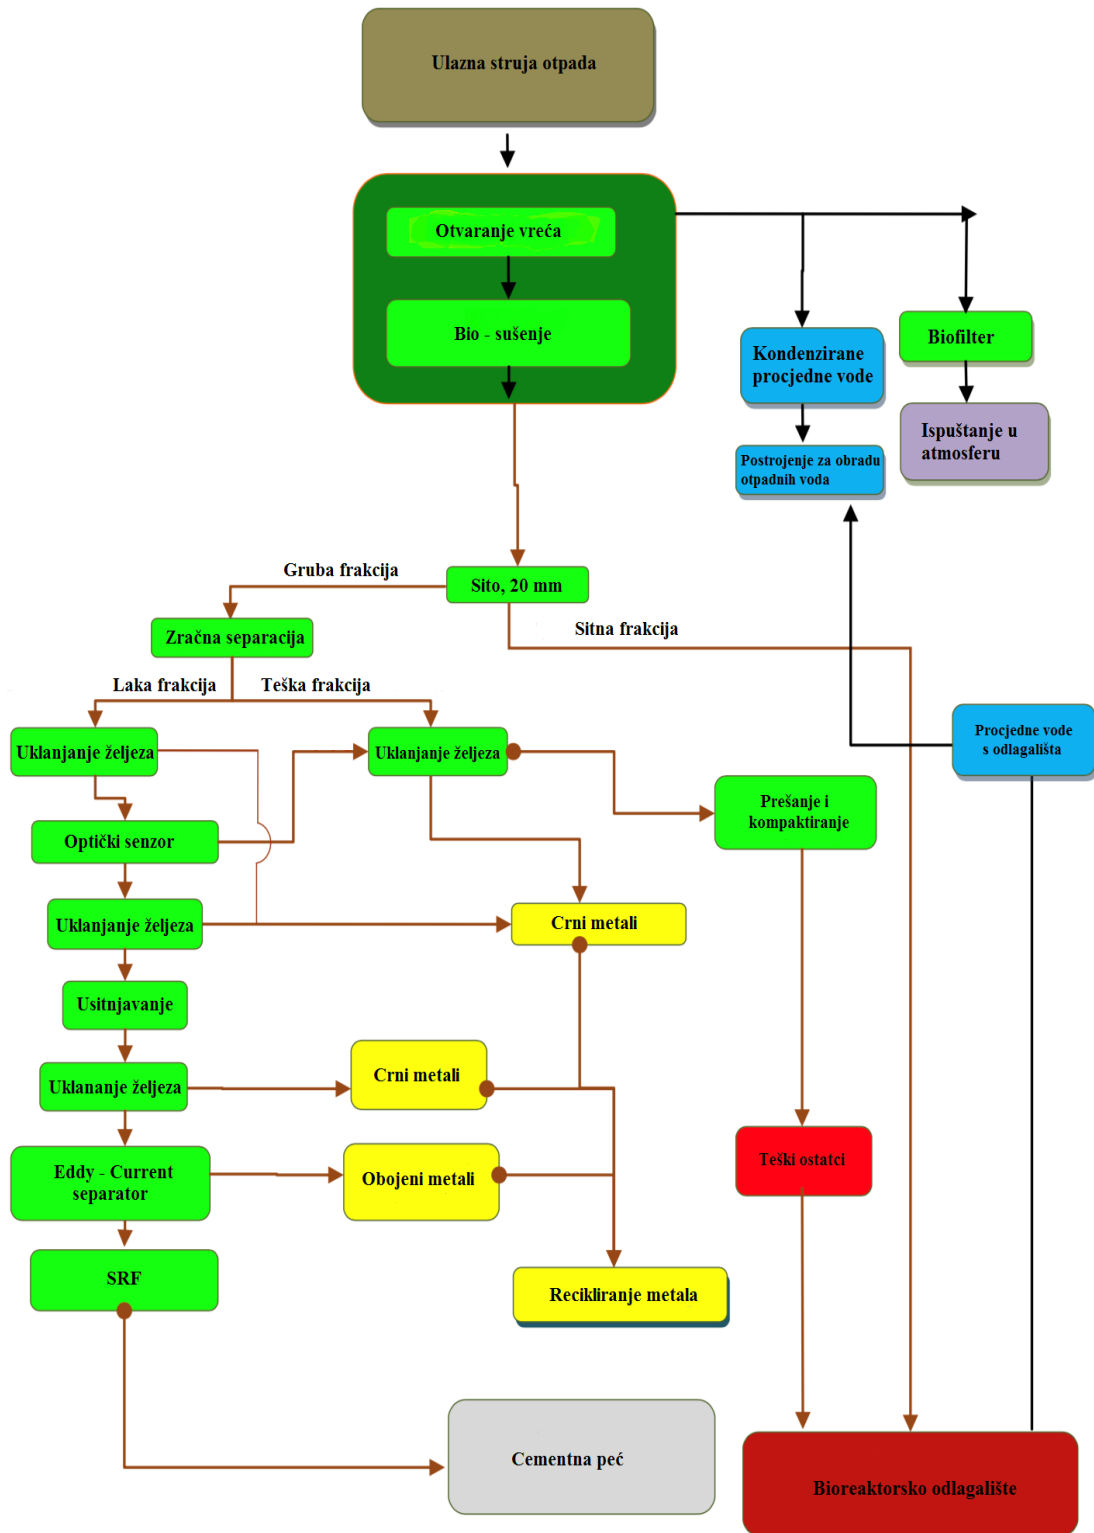 Ulazna struja otpada
Otvaranje vreća
Bio - sušenje
Kondenzirane
procjedne vode
Biofilter
Ispuštanje u
atmosferu
Postrojenje za obradu
otpadnih voda
Gruba frakcija
Sito, 20 mm
Sitna frakcija
Zračna separacija
Laka frakcija
Teška frakcija
Uklanjanje željeza
Uklanjanje željeza
Procjedne vode
s odlagališta
Prešanje i
kompaktiranje
Optički senzor
Uklanjanje željeza
Crni metali
Usitnjavanje
Uklananje željeza
Crni metali
Teški ostatci
Eddy - Current
separator
Obojeni metali
SRF
Recikliranje metala
Cementna peć
Bioreaktorsko odlagalište